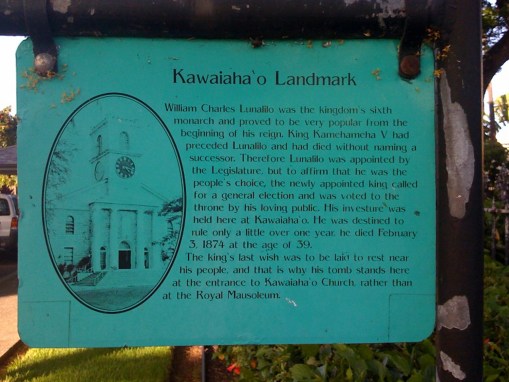 Kawaiaha`o Landmark
William Charles Lunalilo was the kingdom's sixth
monarch and proved to be very popular from the
beginning of his reign. King Kamehameha V had
preceded Lunalilo and had died without naming a
successor. Therefore Lunalilo was appointed by
the Legislature, but to affirm that he was the
people's choice, the newly appointed king called
for a general election and was voted to the
throne by his loving public. His investure was
held here at Kawaiaha'o. He was destined to
rule only a little over one year, he died February
3, 1874 at the age of 39.
The king's last wish was to be laid to rest near
his people, and that is why his tomb stands here
at the entrance to Kawaiaha'o Church, rather than
at the Royal Mausoleum.